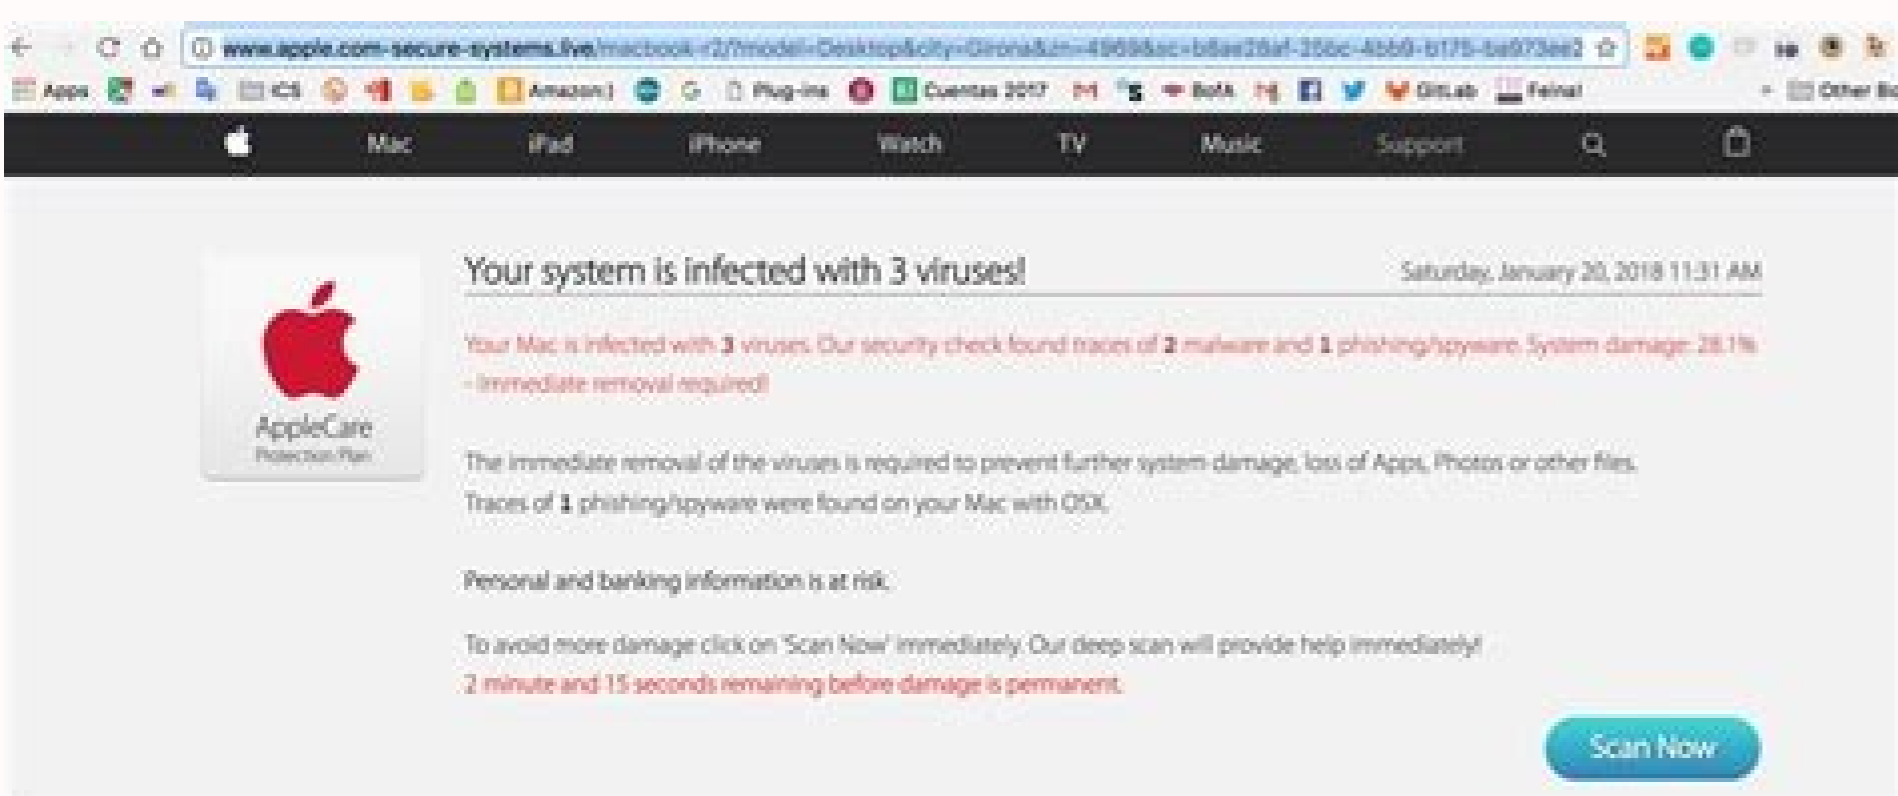 www.apple.com-secure-systems.live/macbook-r2/?model=Desktop&city=Girona&
Apps iCS Amazon:) G Plug-ins Cuentas 2017 BofA GitLab Feina! Other Bo
Mac iPad iPhone Watch TV Music Support
Your system is infected with 3 viruses!
Saturday, January 20, 2018 11:31 AM
Your Mac is infected with 3 viruses. Our security check found traces of 2 malware and 1 phishing/spyware. System damage: 28.1%
- Immediate removal required!
AppleCare
Protection Plan
The immediate removal of the viruses is required to prevent further system damage, loss of Apps, Photos or other files.
Traces of 1 phishing/spyware were found on your Mac with OSX.
Personal and banking information is at risk.
To avoid more damage click on 'Scan Now' immediately. Our deep scan will provide help immediately!
2 minute and 15 seconds remaining before damage is permanent.
Scan Now